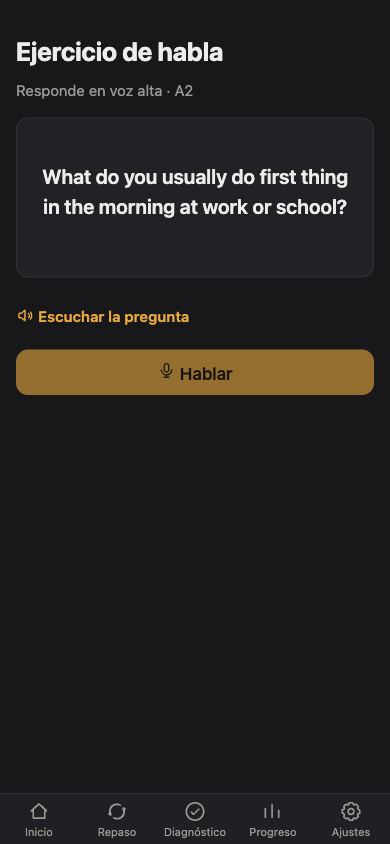 Ejercicio de habla
Responde en voz alta · A2
What do you usually do first thing
in the morning at work or school?
Escuchar la pregunta
Hablar
Inicio
Repaso
Diagnóstico
Progreso
Ajustes